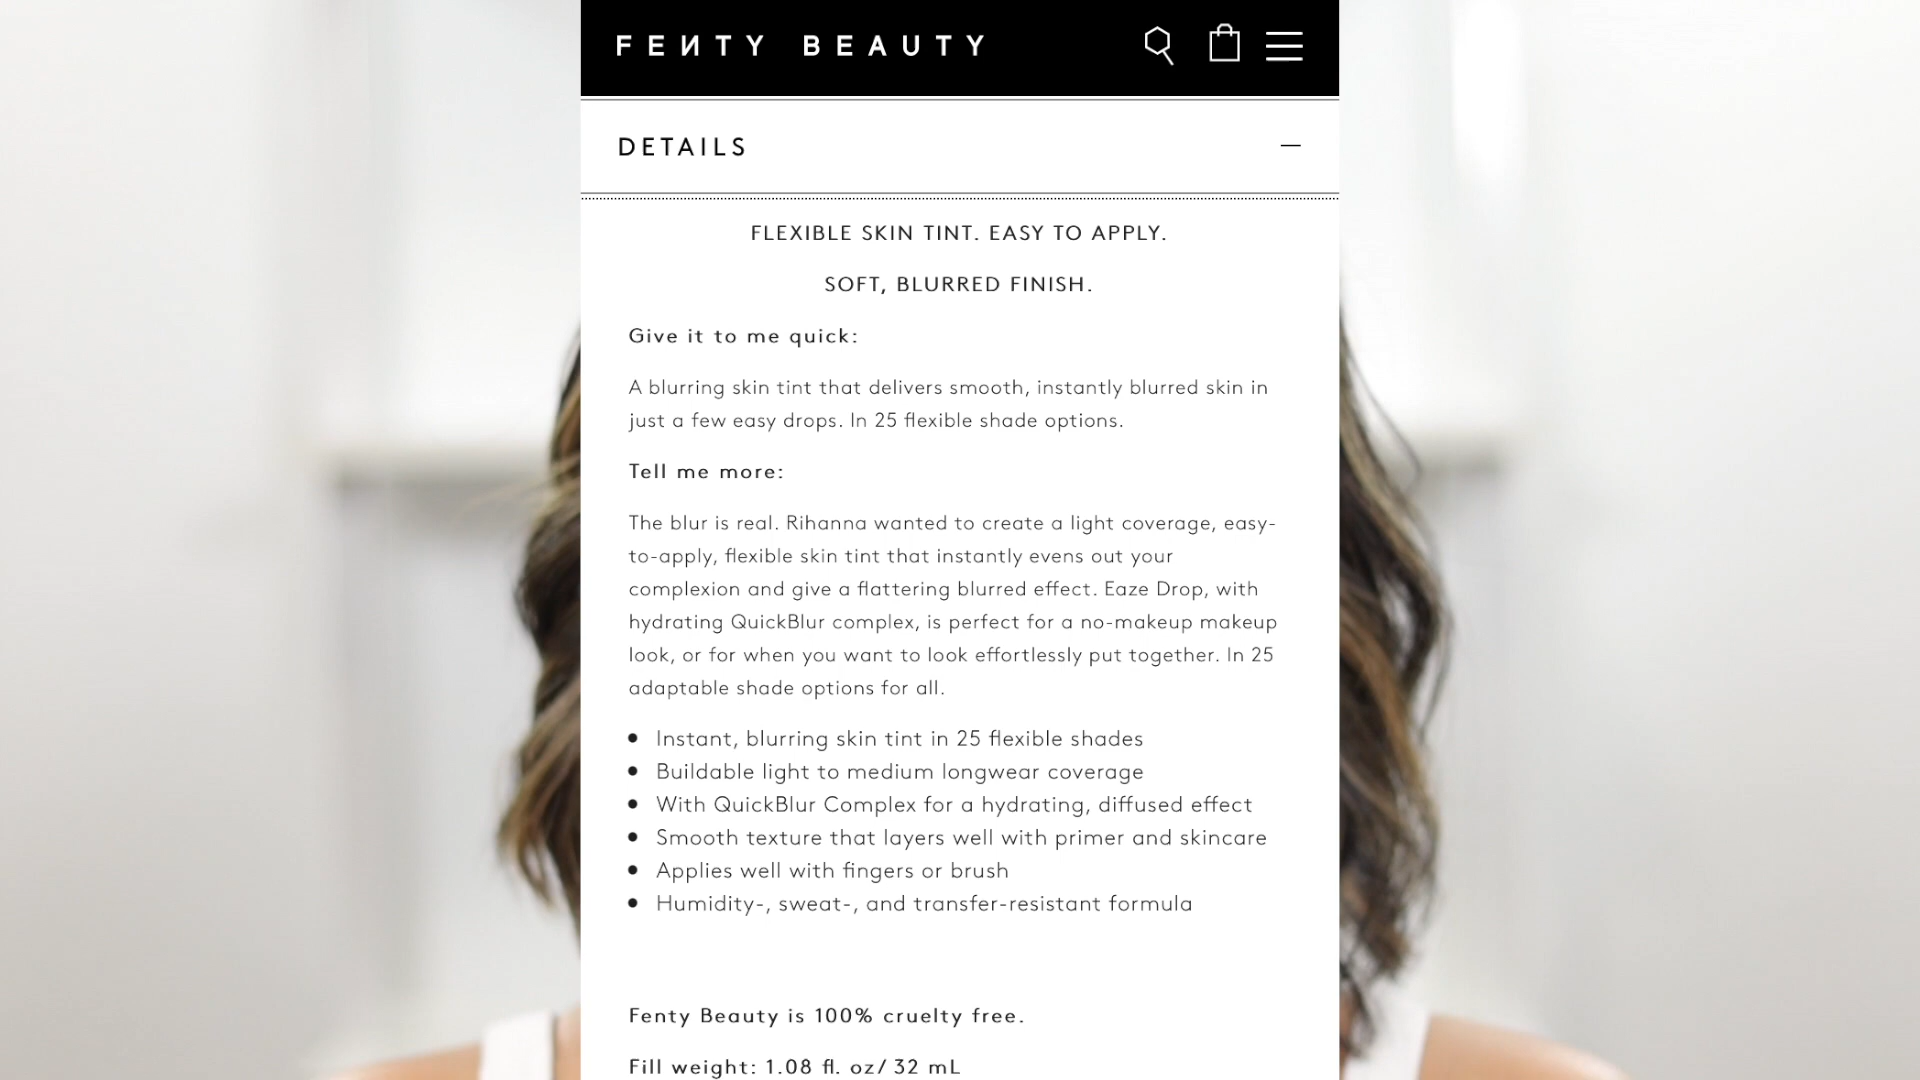 FENTY BEAUTY
DETAILS
FLEXIBLE SKIN TINT. EASY TO APPLY.
SOFT, BLURRED FINISH.
Give it to me quick:
A blurring skin tint that delivers smooth, instantly blurred skin in
just a few easy drops. In 25 flexible shade options.
Tell me more:
The blur is real. Rihanna wanted to create a light coverage, easy-
to-apply, flexible skin tint that instantly evens out your
complexion and give a flattering blurred effect. Eaze Drop, with
hydrating QuickBlur complex, is perfect for a no-makeup makeup
look, or for when you want to look effortlessly put together. In 25
adaptable shade options for all.
• Instant, blurring skin tint in 25 flexible shades
• Buildable light to medium longwear coverage
• With QuickBlur Complex for a hydrating, diffused effect
• Smooth texture that layers well with primer and skincare
• Applies well with fingers or brush
• Humidity-, sweat-, and transfer-resistant formula
Fenty Beauty is 100% cruelty free.
Fill weight: 1.08 fl. oz/ 32 mL